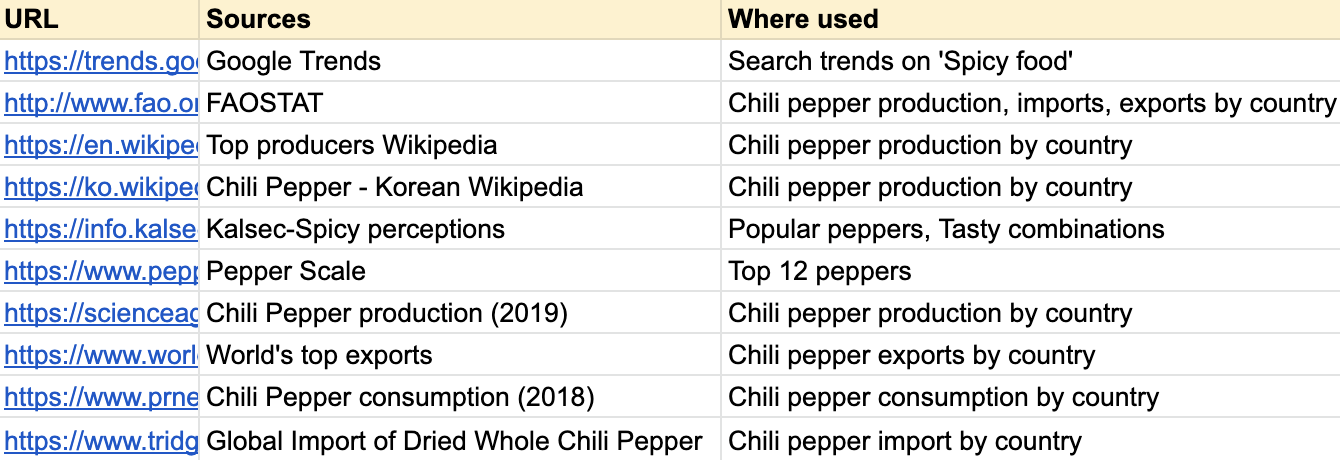 URL Sources Where used
https://trends.goo Google Trends Search trends on 'Spicy food'
http://www.fao.or FAOSTAT Chili pepper production, imports, exports by country
https://en.wikipe Top producers Wikipedia Chili pepper production by country
https://ko.wikipe Chili Pepper - Korean Wikipedia Chili pepper production by country
https://info.kalse Kalsec-Spicy perceptions Popular peppers, Tasty combinations
https://www.pepp Pepper Scale Top 12 peppers
https://scienceag Chili Pepper production (2019) Chili pepper production by country
https://www.worl World's top exports Chili pepper exports by country
https://www.prne Chili Pepper consumption (2018) Chili pepper consumption by country
https://www.tridg Global Import of Dried Whole Chili Pepper Chili pepper import by country